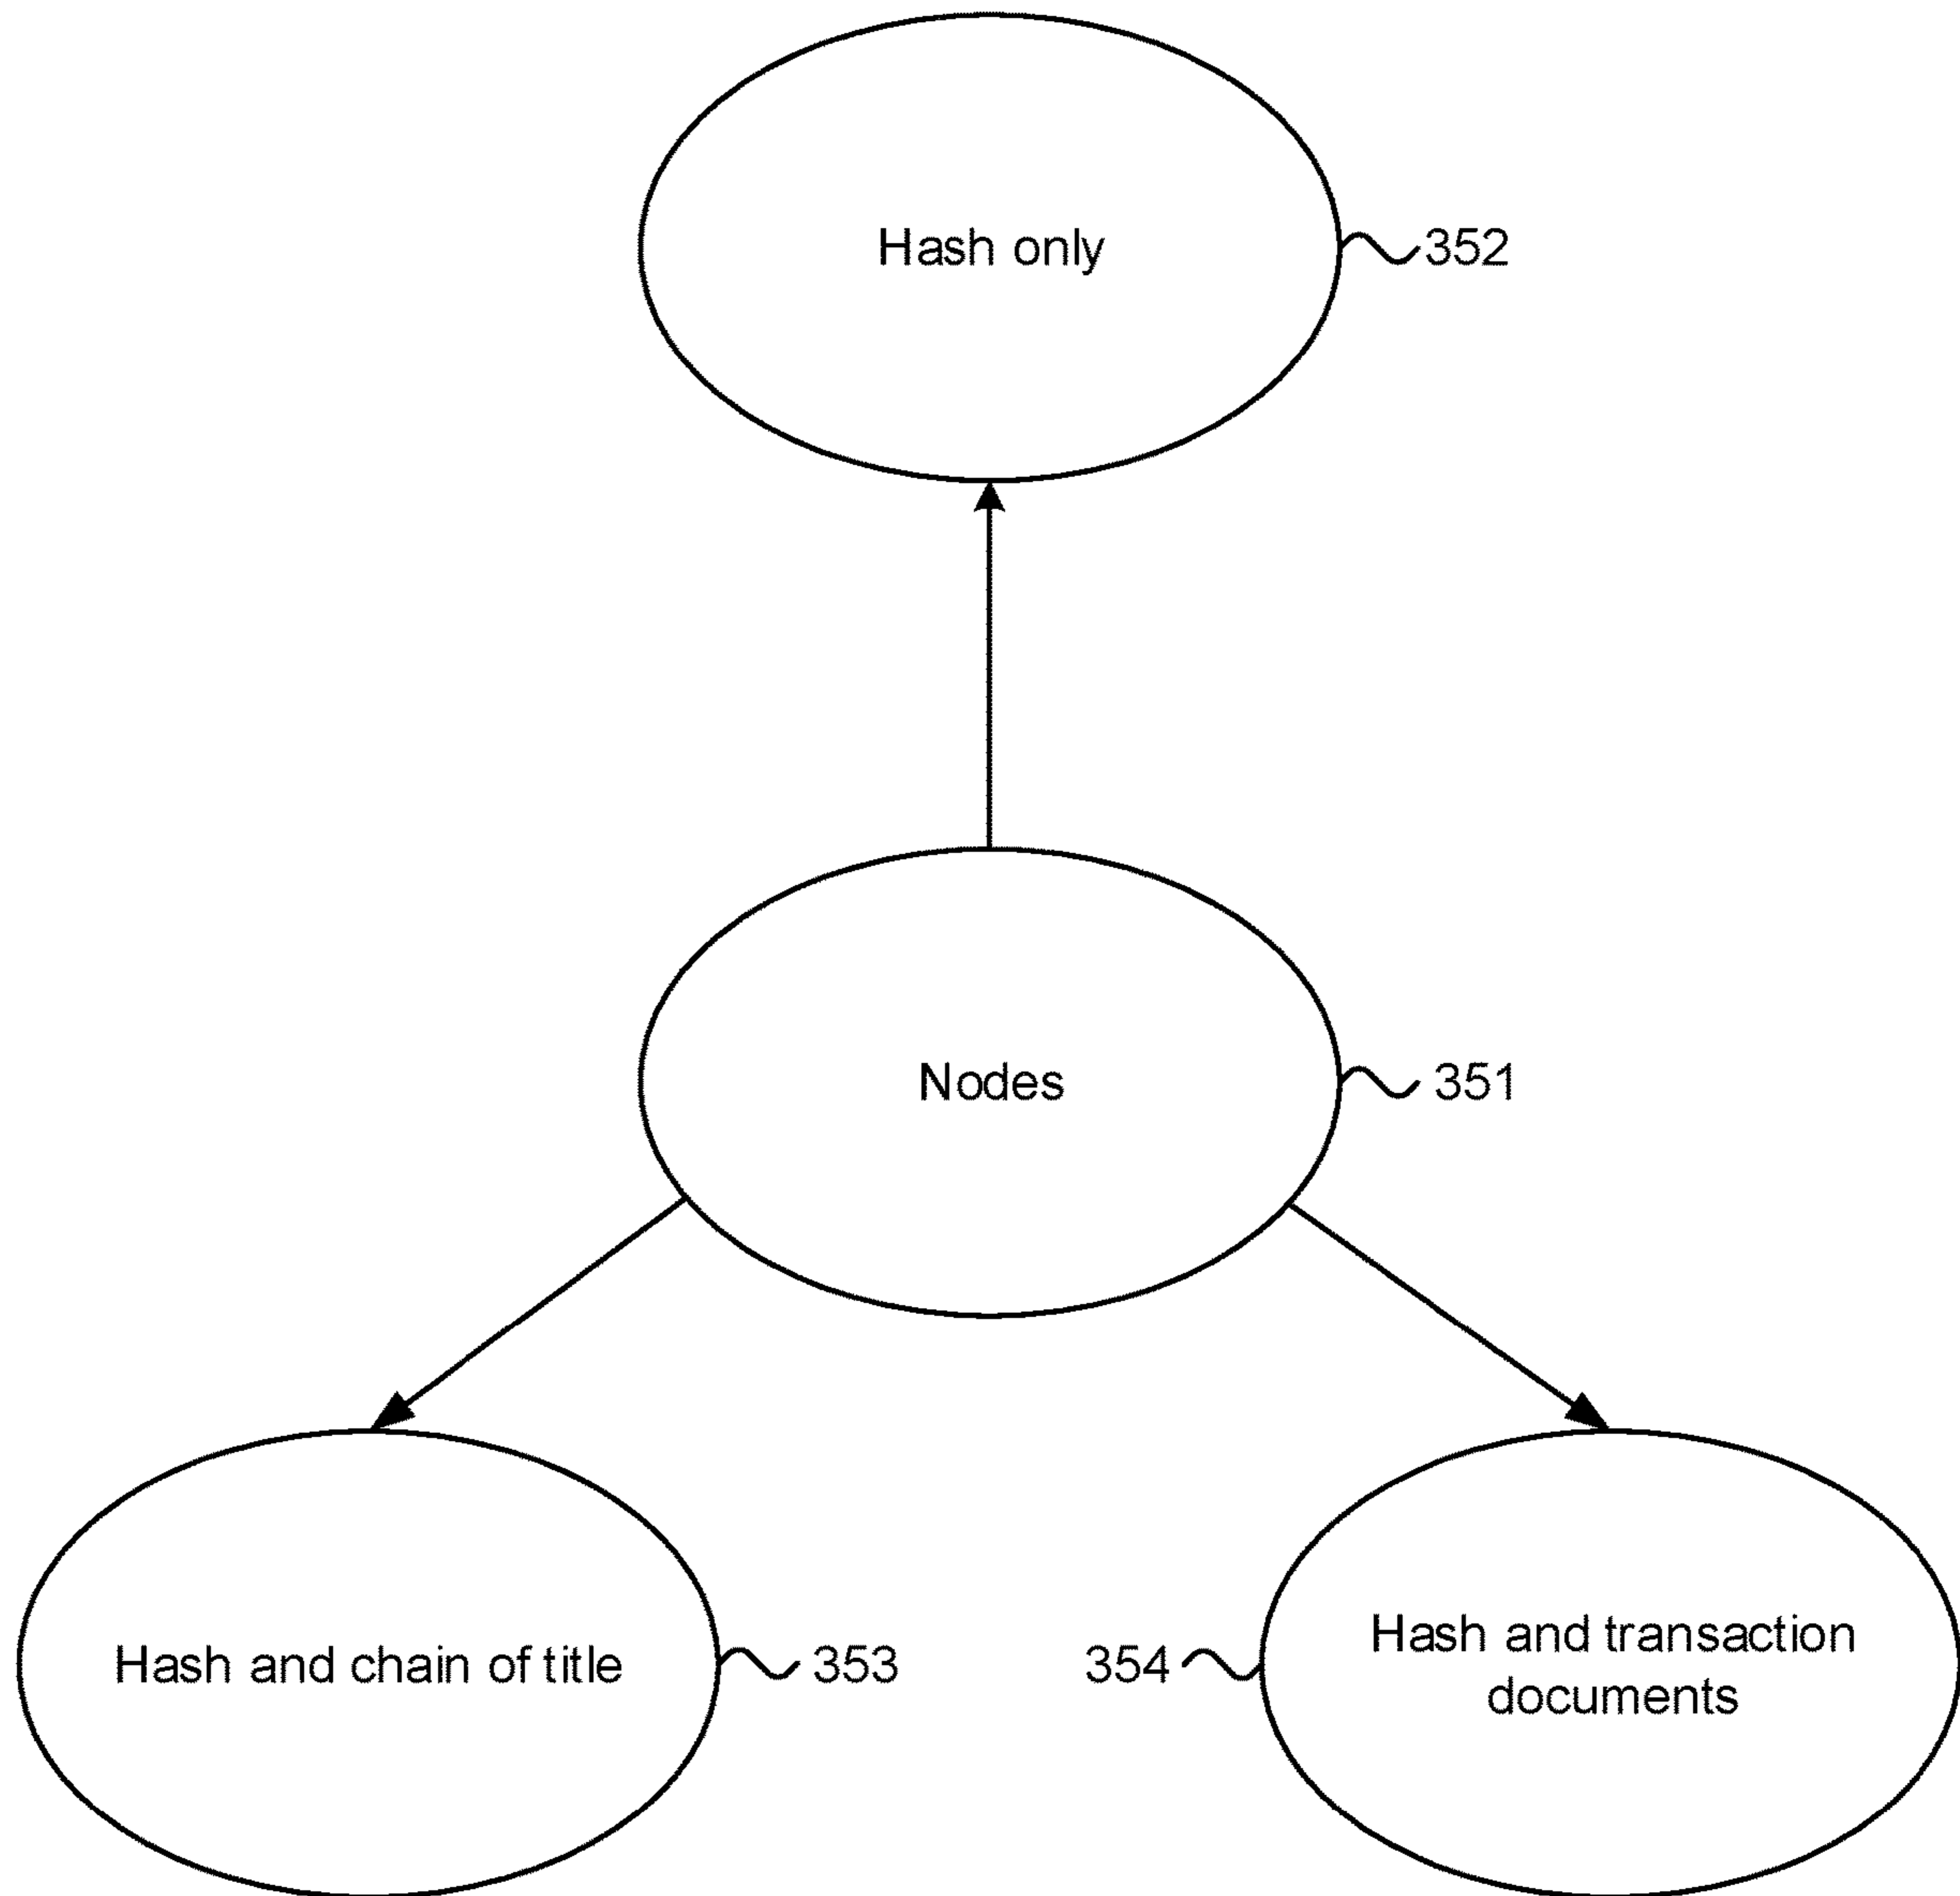 Hash only
352
Nodes
351
Hash and chain of title
353
354
Hash and transaction
documents